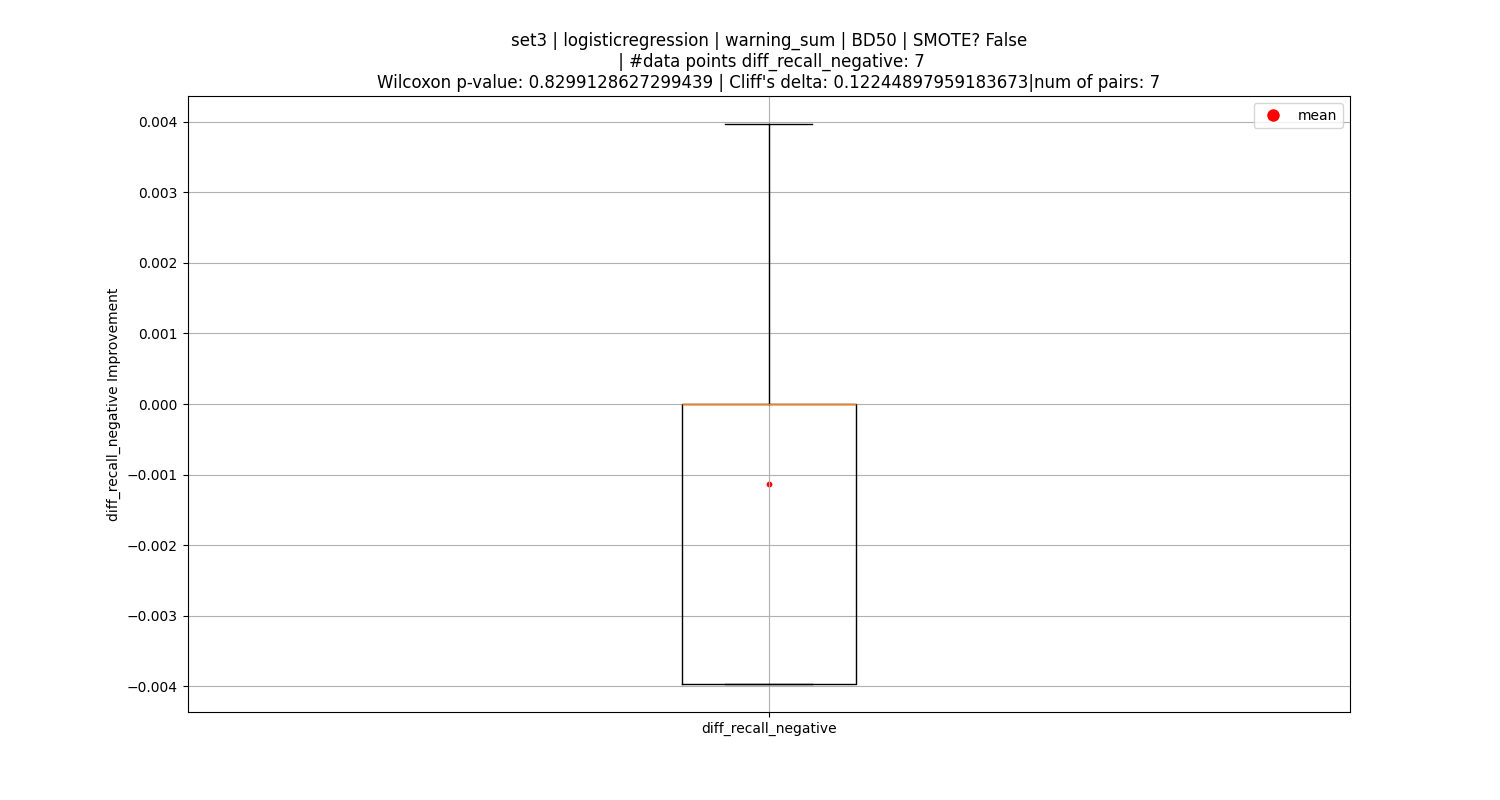 set3 | logisticregression | warning_sum | BD50 | SMOTE? False
| #data points diff_recall_negative: 7
Wilcoxon p-value: 0.8299128627299439 | Cliff's delta: 0.12244897959183673|num of pairs: 7
mean
0.004
0.003
0.002
0.001
0.000
−0.001
−0.002
−0.003
−0.004
diff_recall_negative Improvement
diff_recall_negative